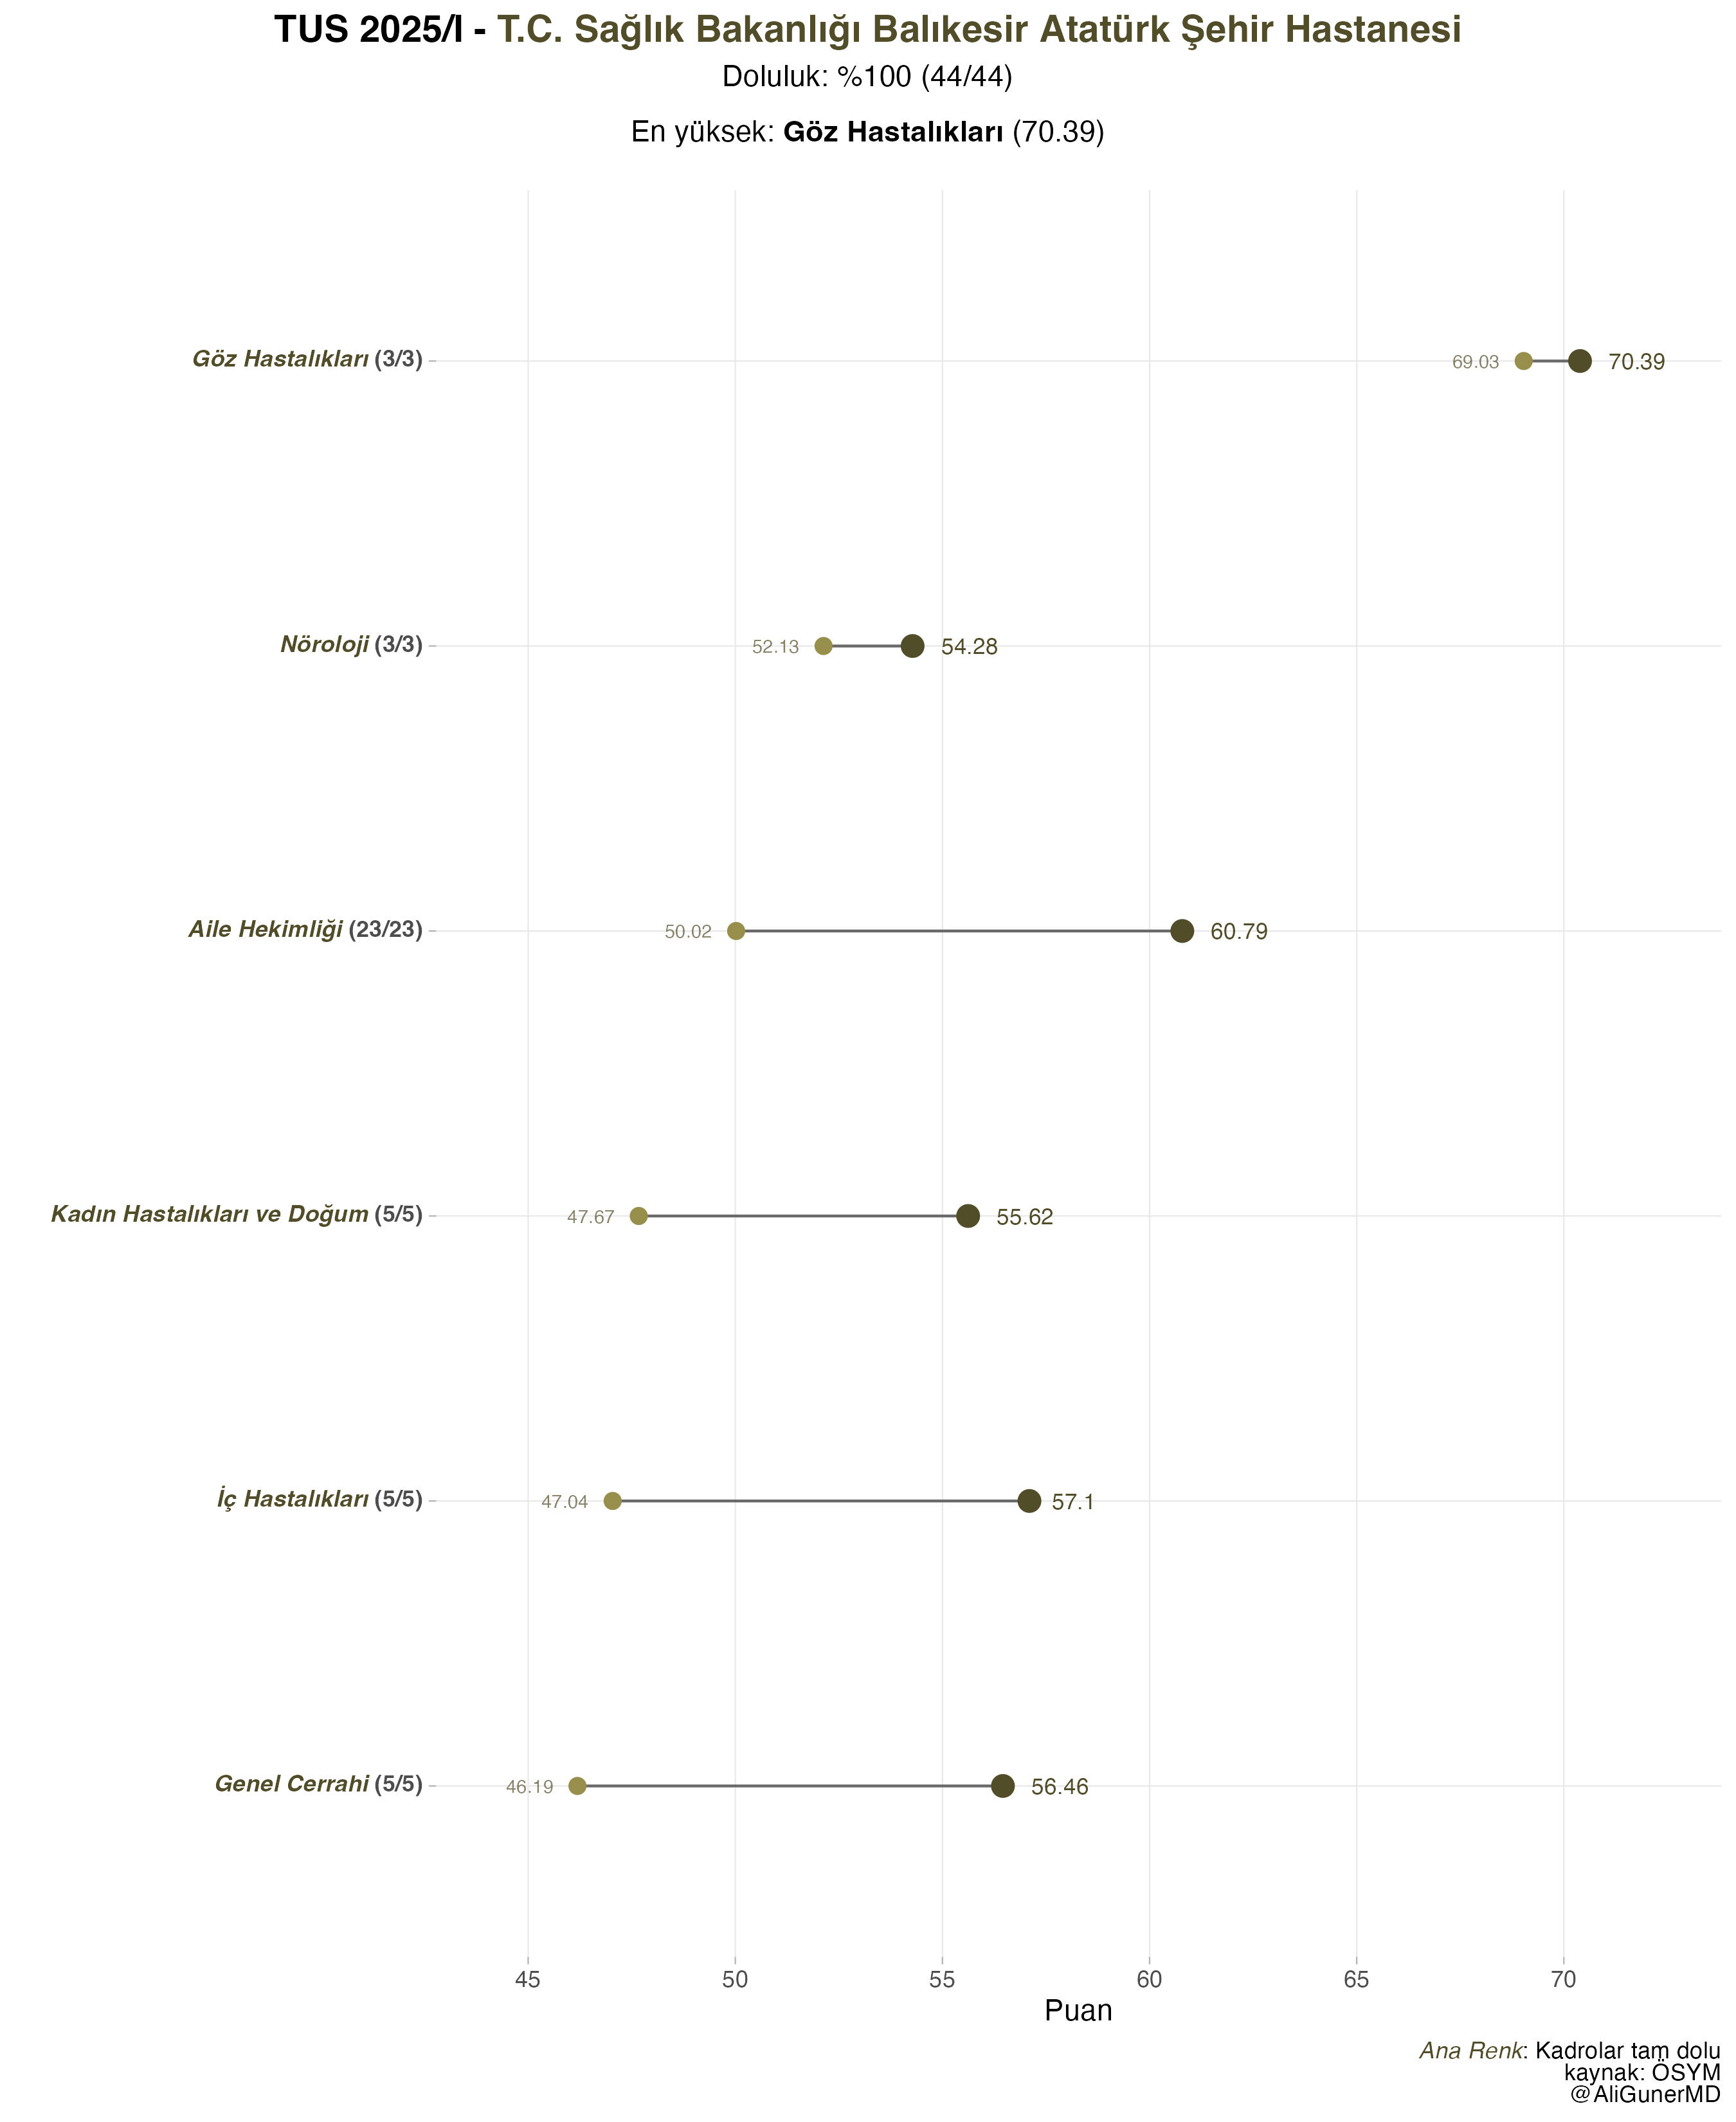 TUS 2025/I - T.C. Sağlık Bakanlığı Balıkesir Atatürk Şehir Hastanesi
Doluluk: %100 (44/44)
En yüksek: Göz Hastalıkları (70.39)
Göz Hastalıkları (3/3) 69.03 70.39
Nöroloji (3/3) 52.13 54.28
Aile Hekimliği (23/23) 50.02 60.79
Kadın Hastalıkları ve Doğum (5/5) 47.67 55.62
İç Hastalıkları (5/5) 47.04 57.1
Genel Cerrahi (5/5) 46.19 56.46
45 50 55 60 65 70
Puan
Ana Renk: Kadrolar tam dolu
kaynak: ÖSYM
@AliGunerMD